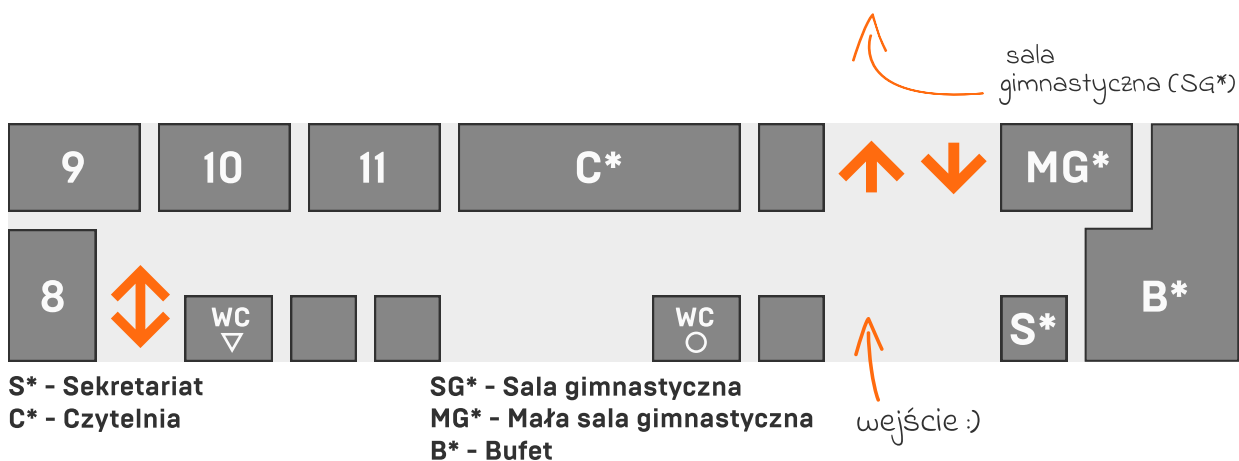 sala
gimnastyczna (SG*)
9
10
11
C*
MG*
8
WC
WC
S*
B*
S* - Sekretariat
C* - Czytelnia
SG* - Sala gimnastyczna
MG* - Mała sala gimnastyczna
B* - Bufet
wejście :)